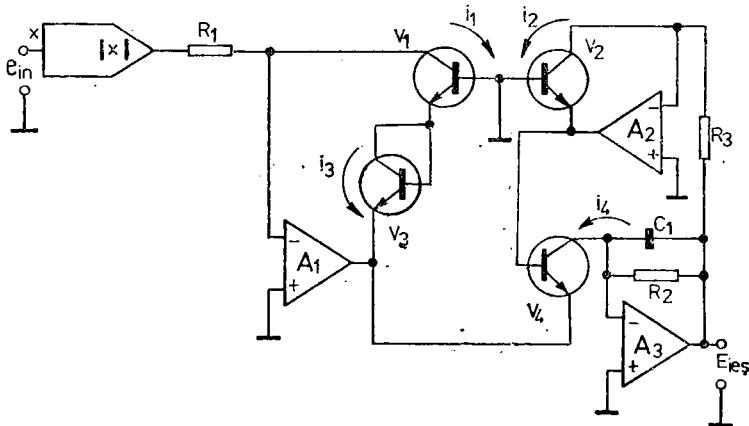 x
|x|
e_in
R1
V1
i1
i2
V2
A2
R3
i3
V3
A1
i4
C1
R2
V4
A3
E_ieș
-
+
-
+
-
+